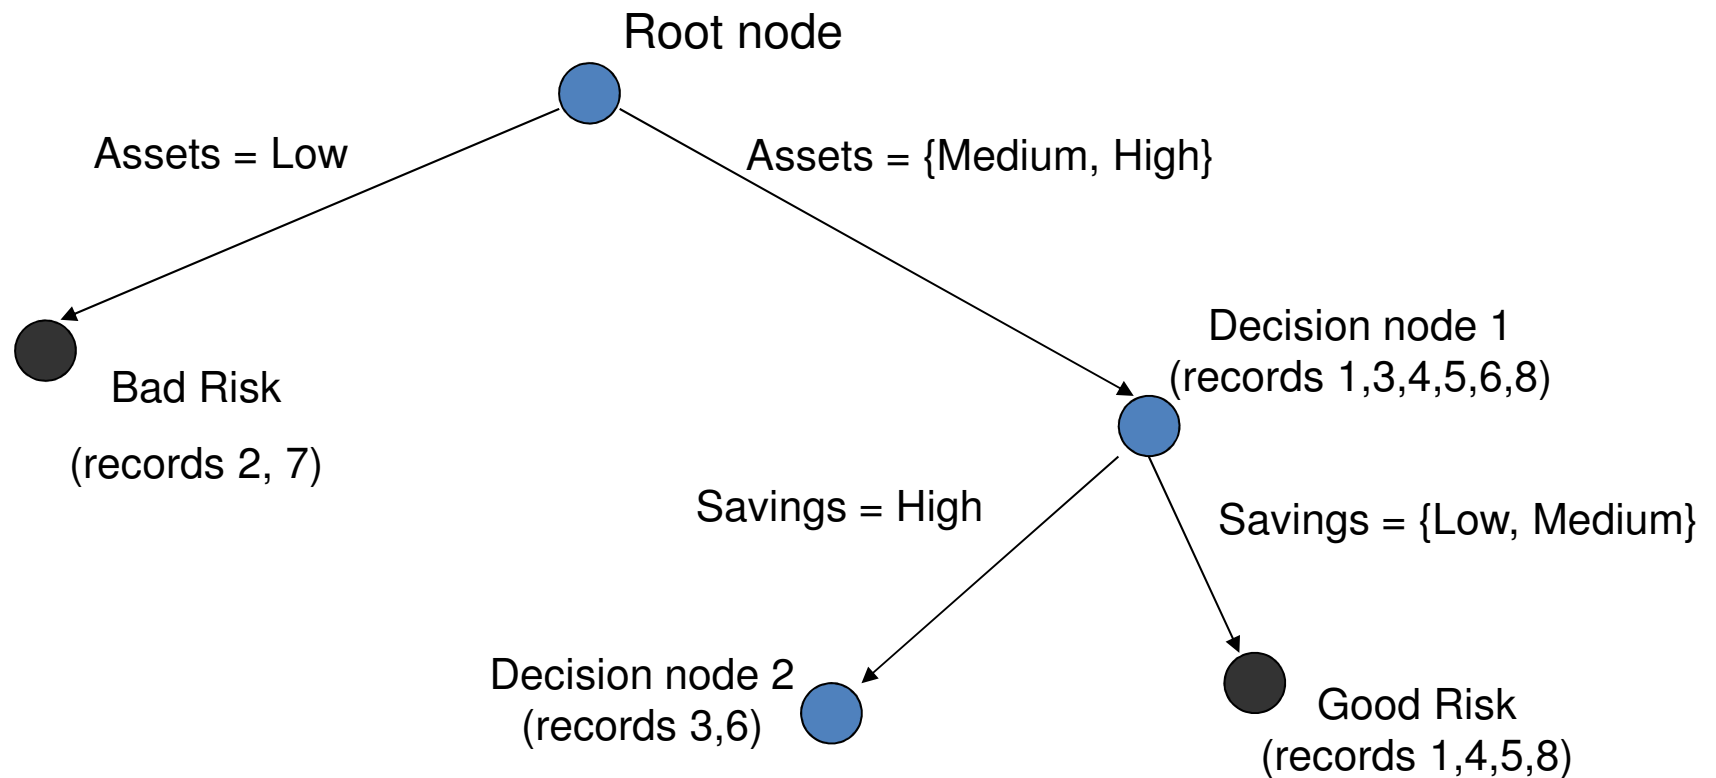 Root node
Assets = Low
Assets = {Medium, High}
Decision node 1
(records 1,3,4,5,6,8)
Bad Risk
(records 2, 7)
Savings = High
Savings = {Low, Medium}
Decision node 2
(records 3,6)
Good Risk
(records 1,4,5,8)